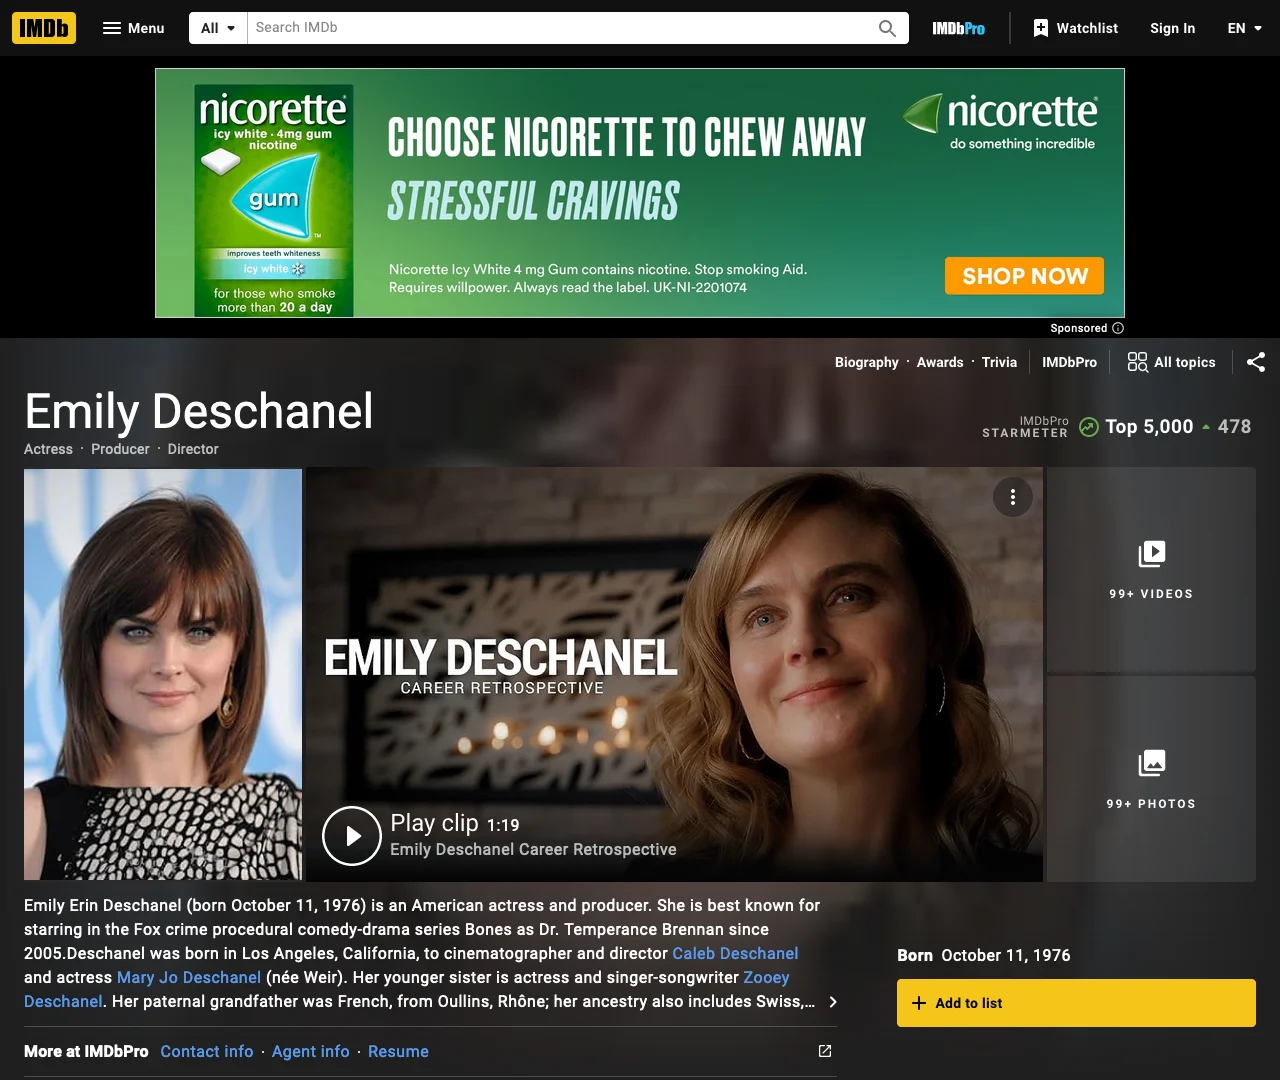 IMDb
Menu
All
Search IMDb
IMDbPro
Watchlist
Sign In
EN
nicorette
icy white · 4mg gum
nicotine
gum
TM
improves teeth whiteness
icy white
for those who smoke
more than 20 a day
CHOOSE NICORETTE TO CHEW AWAY
STRESSFUL CRAVINGS
Nicorette Icy White 4 mg Gum contains nicotine. Stop smoking Aid.
Requires willpower. Always read the label. UK-NI-2201074
nicorette
do something incredible
SHOP NOW
Sponsored
Biography · Awards · Trivia
IMDbPro
All topics
Emily Deschanel
Actress · Producer · Director
IMDbPro
STARMETER
Top 5,000
478
EMILY DESCHANEL
CAREER RETROSPECTIVE
Play clip 1:19
Emily Deschanel Career Retrospective
99+ VIDEOS
99+ PHOTOS
Emily Erin Deschanel (born October 11, 1976) is an American actress and producer. She is best known for
starring in the Fox crime procedural comedy-drama series Bones as Dr. Temperance Brennan since
2005.Deschanel was born in Los Angeles, California, to cinematographer and director Caleb Deschanel
and actress Mary Jo Deschanel (née Weir). Her younger sister is actress and singer-songwriter Zooey
Deschanel. Her paternal grandfather was French, from Oullins, Rhône; her ancestry also includes Swiss,...
Born October 11, 1976
Add to list
More at IMDbPro Contact info · Agent info · Resume